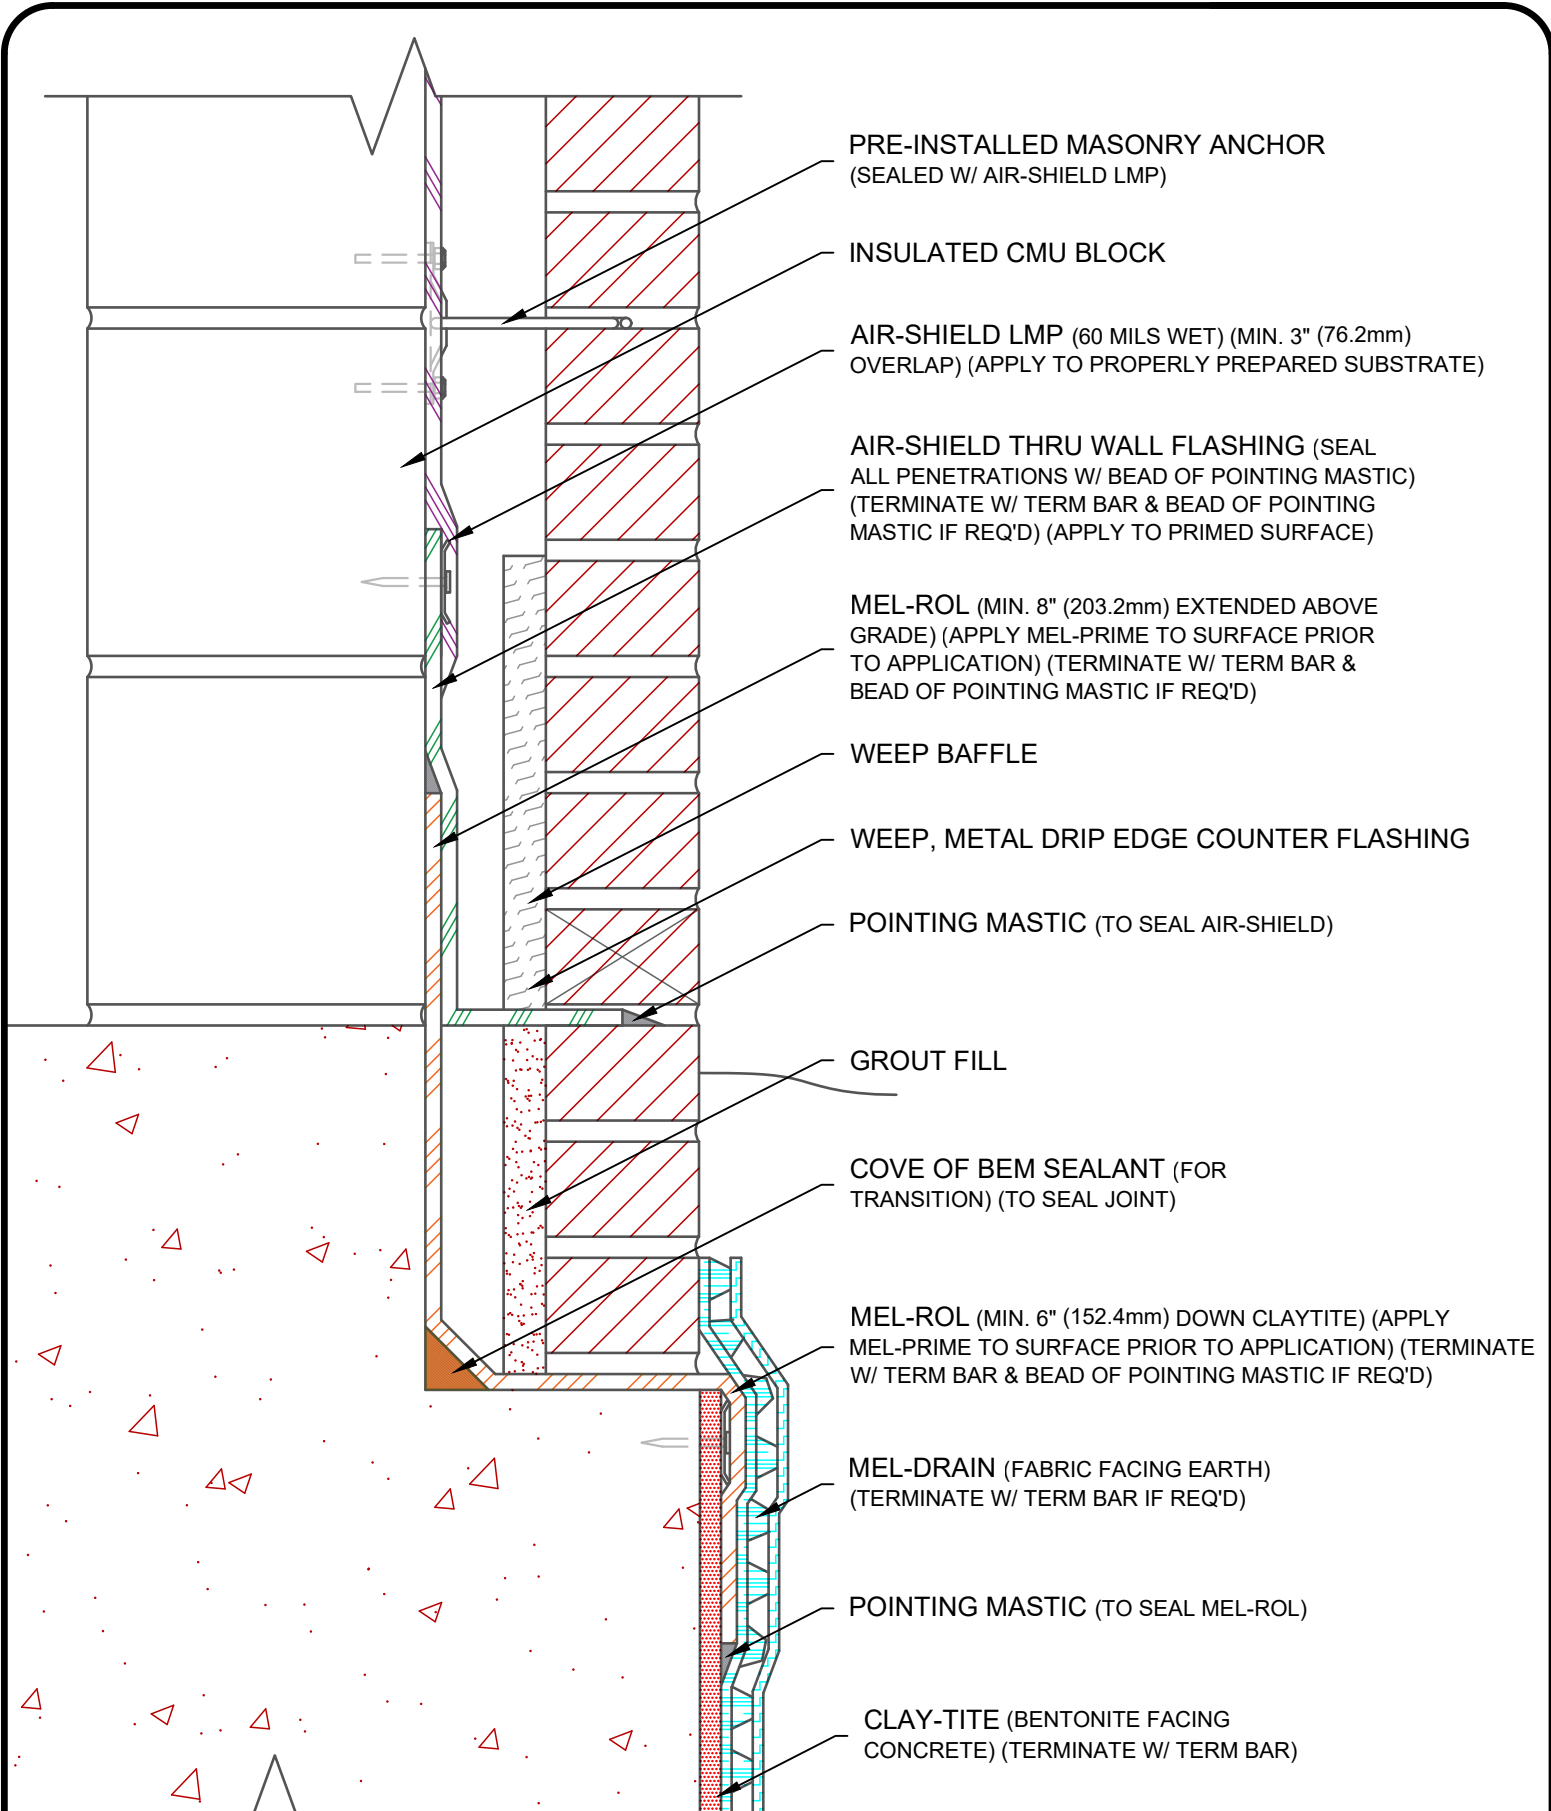 PRE-INSTALLED MASONRY ANCHOR
(SEALED W/ AIR-SHIELD LMP)
INSULATED CMU BLOCK
AIR-SHIELD LMP (60 MILS WET) (MIN. 3" (76.2mm)
OVERLAP) (APPLY TO PROPERLY PREPARED SUBSTRATE)
AIR-SHIELD THRU WALL FLASHING (SEAL
ALL PENETRATIONS W/ BEAD OF POINTING MASTIC)
(TERMINATE W/ TERM BAR & BEAD OF POINTING
MASTIC IF REQ'D) (APPLY TO PRIMED SURFACE)
MEL-ROL (MIN. 8" (203.2mm) EXTENDED ABOVE
GRADE) (APPLY MEL-PRIME TO SURFACE PRIOR
TO APPLICATION) (TERMINATE W/ TERM BAR &
BEAD OF POINTING MASTIC IF REQ'D)
WEEP BAFFLE
WEEP, METAL DRIP EDGE COUNTER FLASHING
POINTING MASTIC (TO SEAL AIR-SHIELD)
GROUT FILL
COVE OF BEM SEALANT (FOR
TRANSITION) (TO SEAL JOINT)
MEL-ROL (MIN. 6" (152.4mm) DOWN CLAYTITE) (APPLY
MEL-PRIME TO SURFACE PRIOR TO APPLICATION) (TERMINATE
W/ TERM BAR & BEAD OF POINTING MASTIC IF REQ'D)
MEL-DRAIN (FABRIC FACING EARTH)
(TERMINATE W/ TERM BAR IF REQ'D)
POINTING MASTIC (TO SEAL MEL-ROL)
CLAY-TITE (BENTONITE FACING
CONCRETE) (TERMINATE W/ TERM BAR)